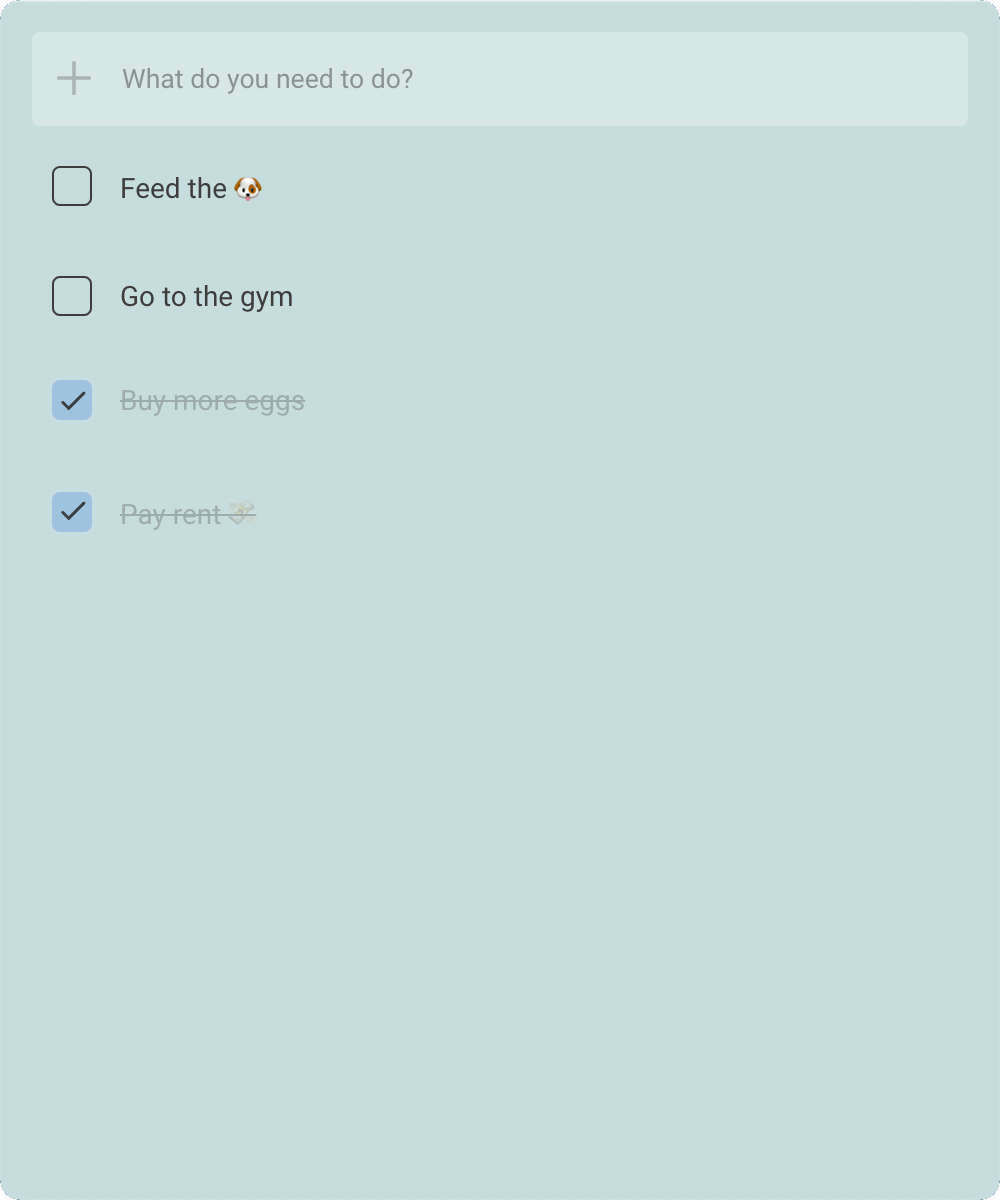 What do you need to do?
Feed the 🐶
Go to the gym
Buy more eggs
Pay rent 💸